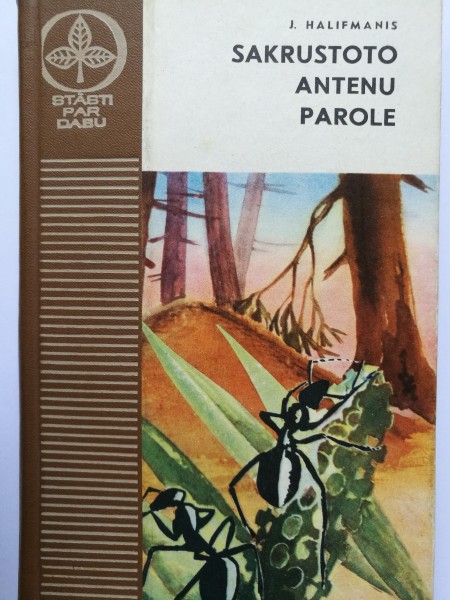 STĀSTI
PAR
DABU
J. HALIFMANIS
SAKRUSTOTO
ANTENU
PAROLE